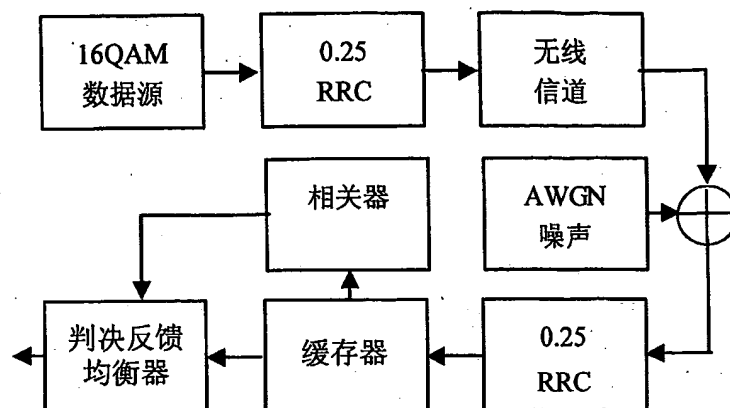 16QAM
数据源
0.25
RRC
无线
信道
相关器
AWGN
噪声
判决反馈
均衡器
缓存器
0.25
RRC